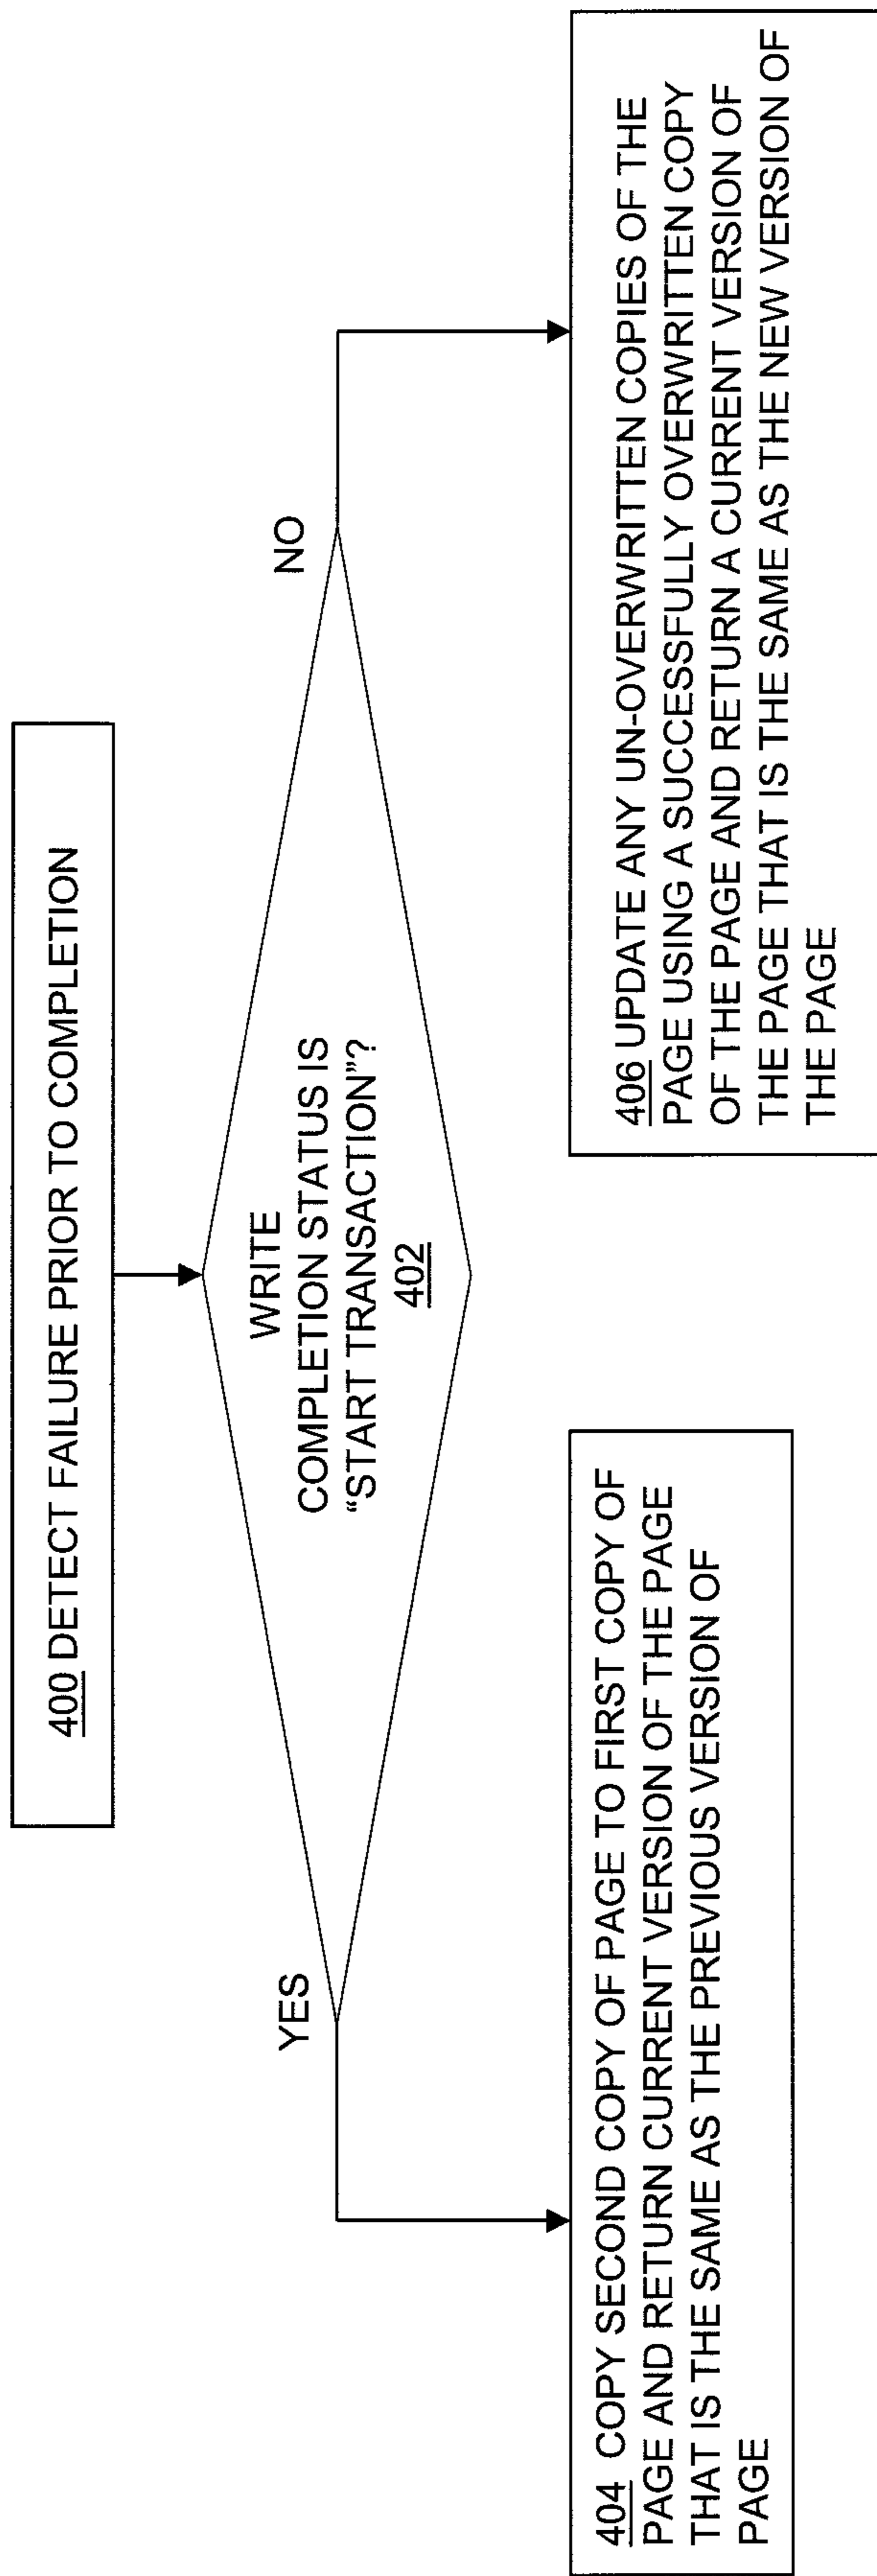 400 DETECT FAILURE PRIOR TO COMPLETION
WRITE
COMPLETION STATUS IS
“START TRANSACTION”?
402
YES
NO
404 COPY SECOND COPY OF PAGE TO FIRST COPY OF
PAGE AND RETURN CURRENT VERSION OF THE PAGE
THAT IS THE SAME AS THE PREVIOUS VERSION OF
PAGE
406 UPDATE ANY UN-OVERWRITTEN COPIES OF THE
PAGE USING A SUCCESSFULLY OVERWRITTEN COPY
OF THE PAGE AND RETURN A CURRENT VERSION OF
THE PAGE THAT IS THE SAME AS THE NEW VERSION OF
THE PAGE